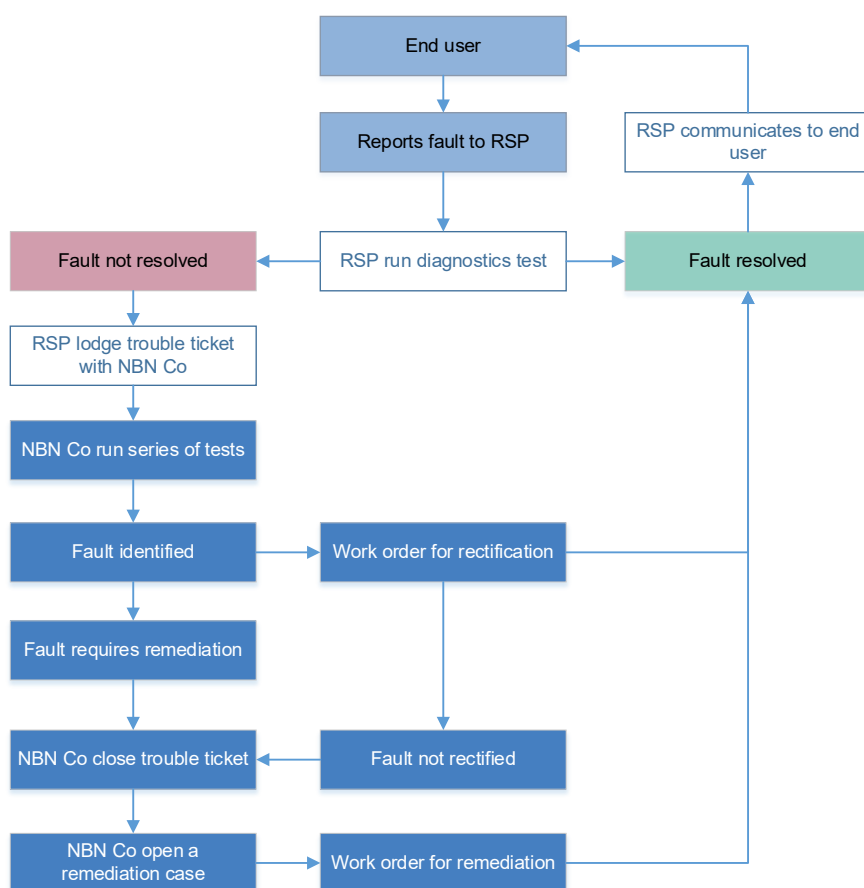 End user
Reports fault to RSP
RSP communicates to end
user
Fault not resolved
RSP run diagnostics test
Fault resolved
RSP lodge trouble ticket
with NBN Co
NBN Co run series of tests
Fault identified
Work order for rectification
Fault requires remediation
NBN Co close trouble ticket
Fault not rectified
NBN Co open a
remediation case
Work order for remediation